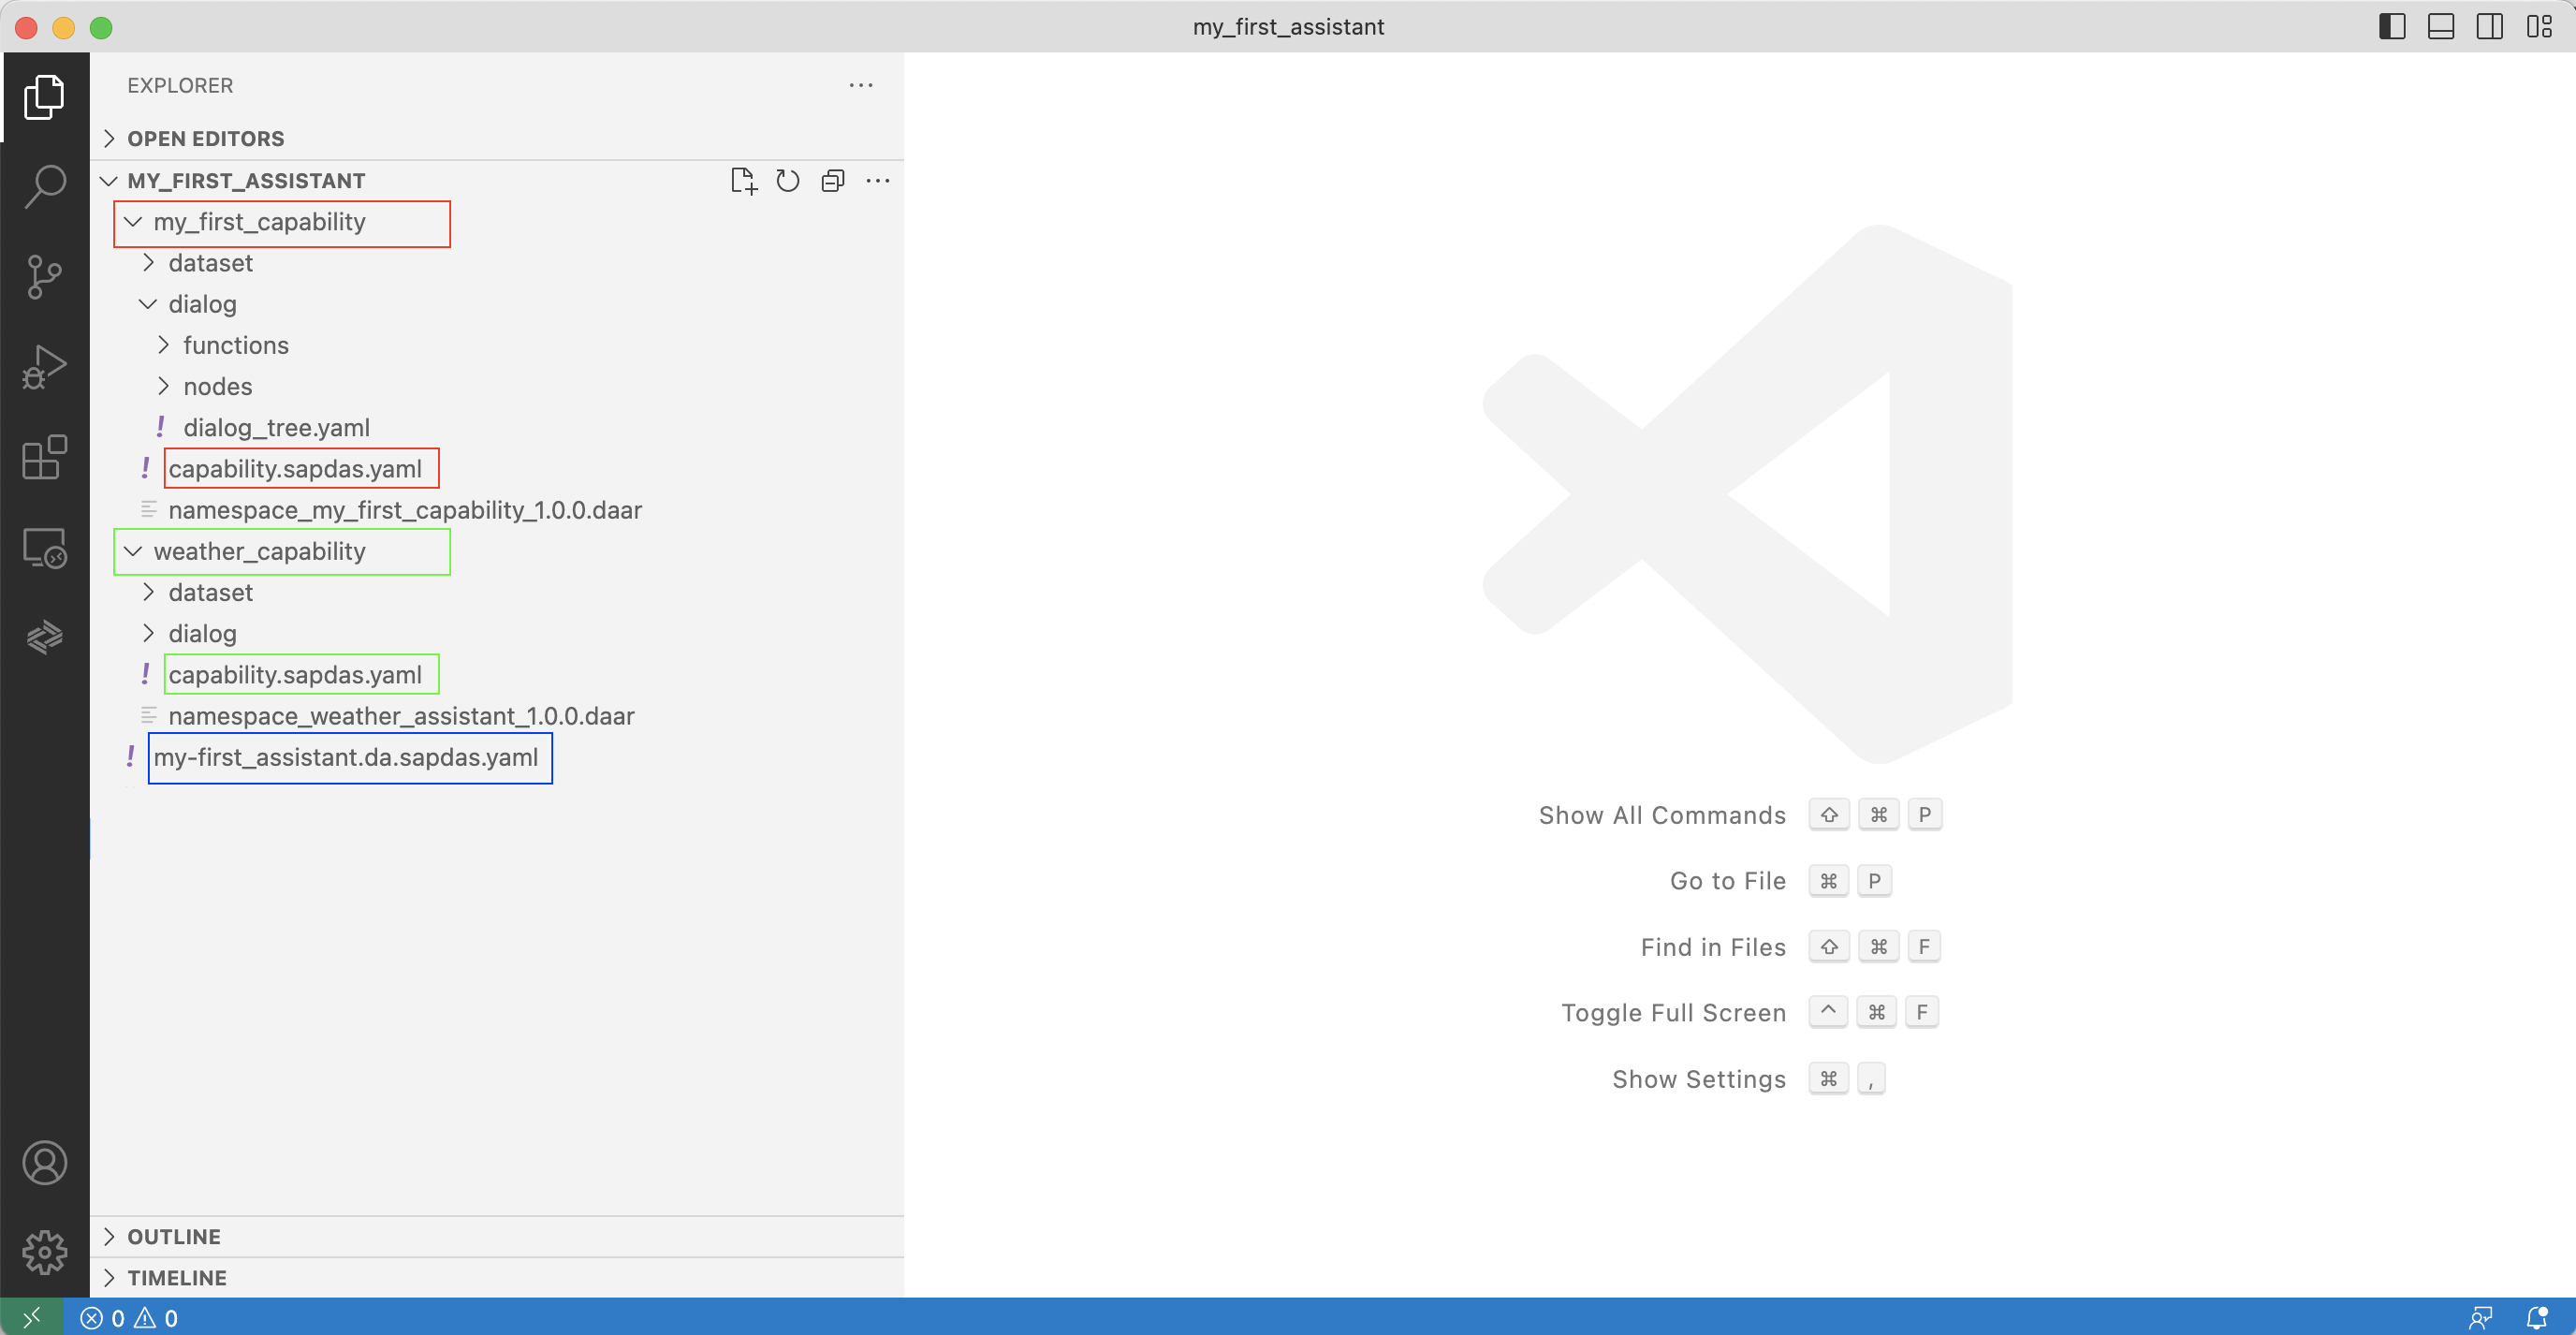 my_first_assistant
EXPLORER
OPEN EDITORS
MY_FIRST_ASSISTANT
my_first_capability
dataset
dialog
functions
nodes
! dialog_tree.yaml
! capability.sapdas.yaml
namespace_my_first_capability_1.0.0.daar
weather_capability
dataset
dialog
! capability.sapdas.yaml
namespace_weather_assistant_1.0.0.daar
! my-first_assistant.da.sapdas.yaml
OUTLINE
TIMELINE
Show All Commands ⇧ ⌘ P
Go to File ⌘ P
Find in Files ⇧ ⌘ F
Toggle Full Screen ^ ⌘ F
Show Settings ⌘ ,
0 0